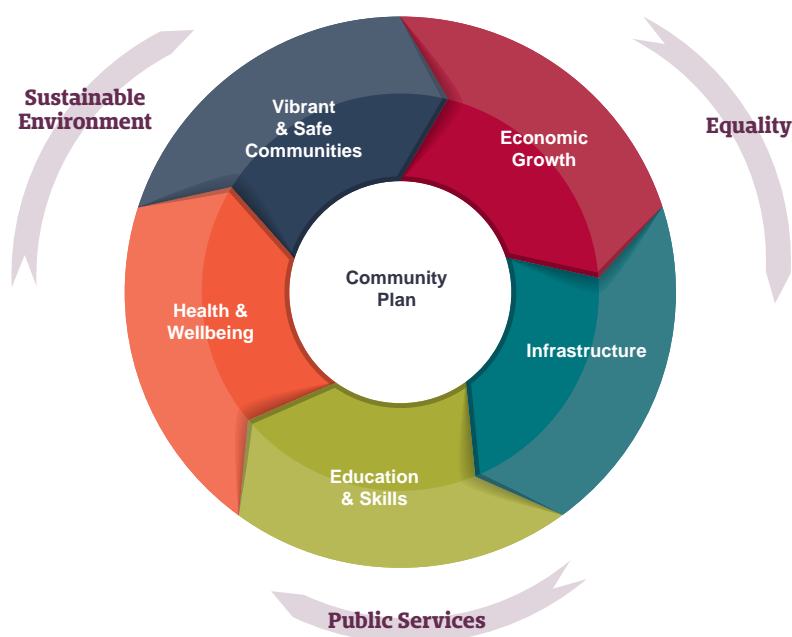 Sustainable
Environment
Vibrant
& Safe
Communities
Economic
Growth
Equality
Community
Plan
Health &
Wellbeing
Infrastructure
Education
& Skills
Public Services